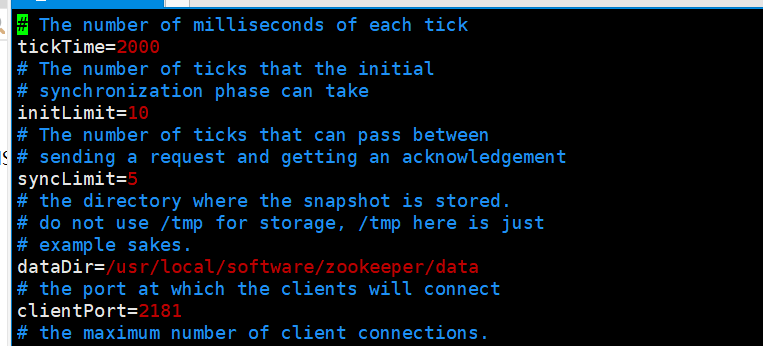 # The number of milliseconds of each tick
tickTime=2000
# The number of ticks that the initial
# synchronization phase can take
initLimit=10
# The number of ticks that can pass between
# sending a request and getting an acknowledgement
syncLimit=5
# the directory where the snapshot is stored.
# do not use /tmp for storage, /tmp here is just
# example sakes.
dataDir=/usr/local/software/zookeeper/data
# the port at which the clients will connect
clientPort=2181
# the maximum number of client connections.